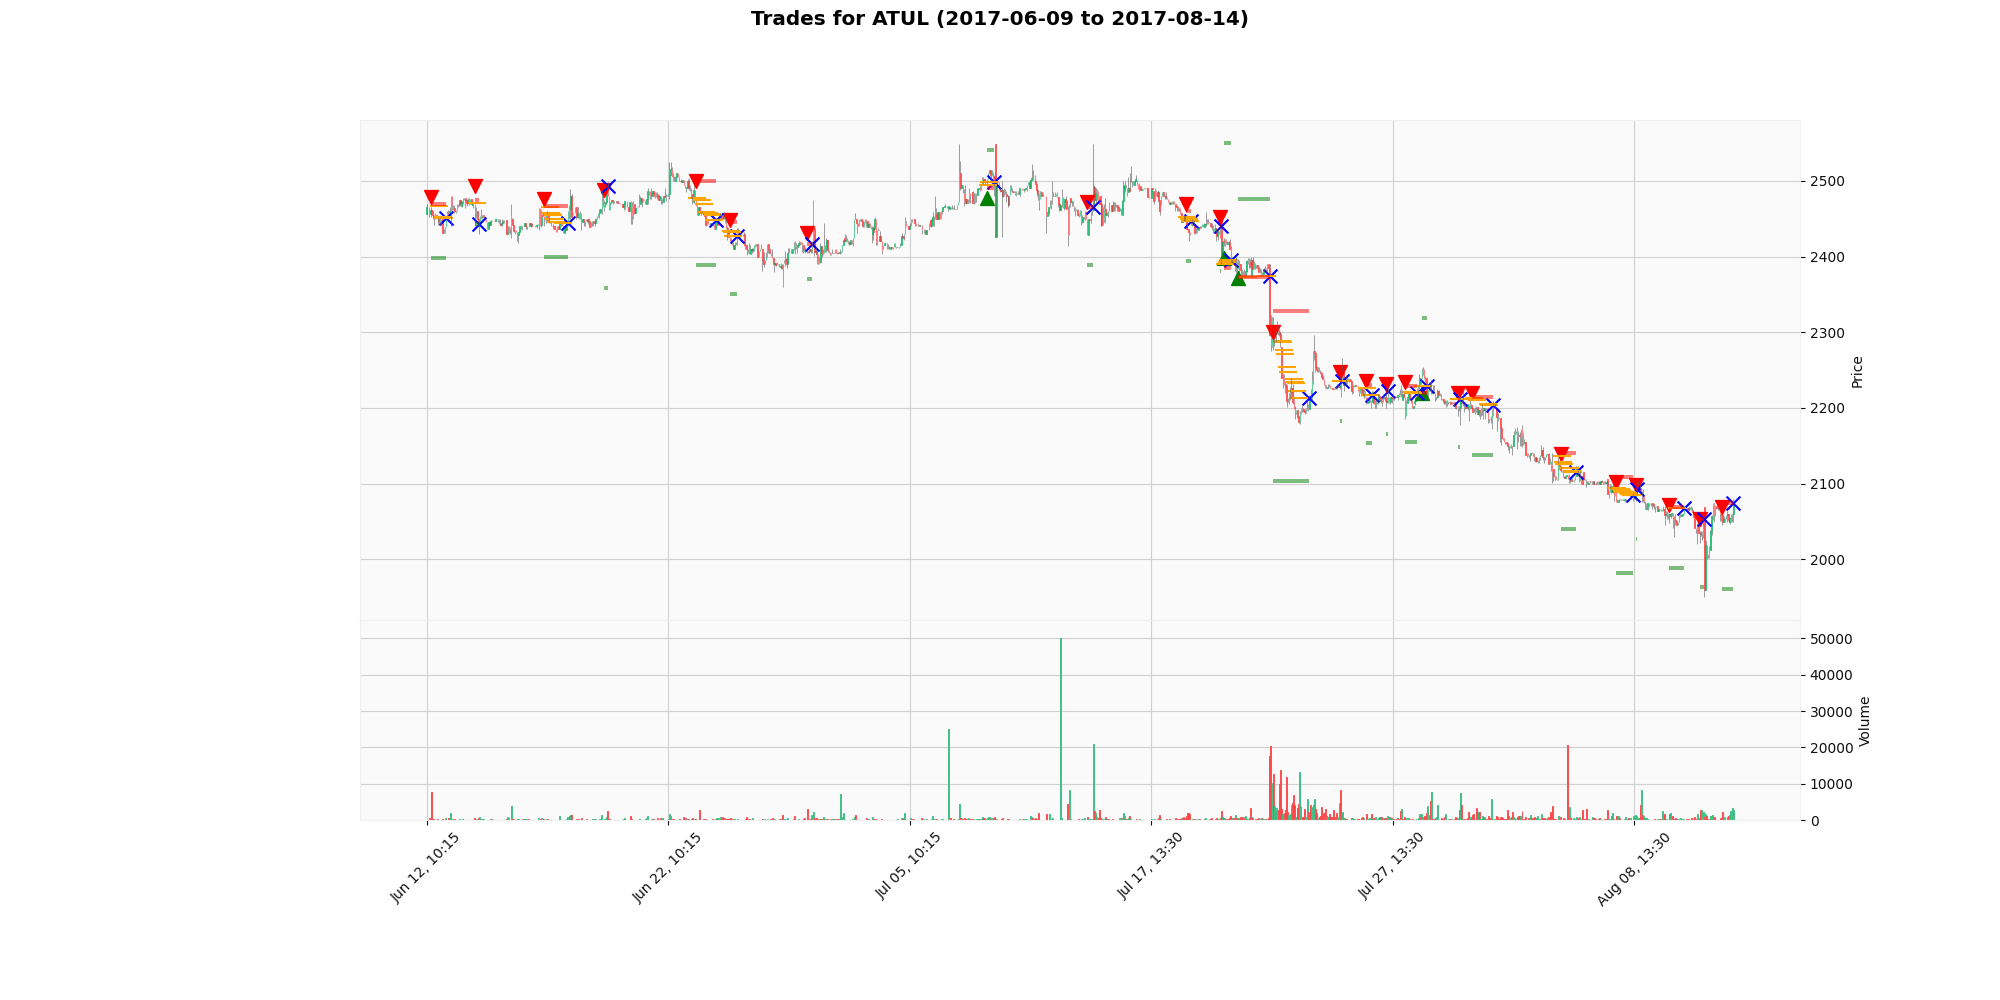 Trades for ATUL (2017-06-09 to 2017-08-14)
2500
2400
2300
2200
2100
2000
Price
50000
40000
30000
20000
10000
0
Volume
Jun 12, 10:15
Jun 22, 10:15
Jul 05, 10:15
Jul 17, 13:30
Jul 27, 13:30
Aug 08, 13:30